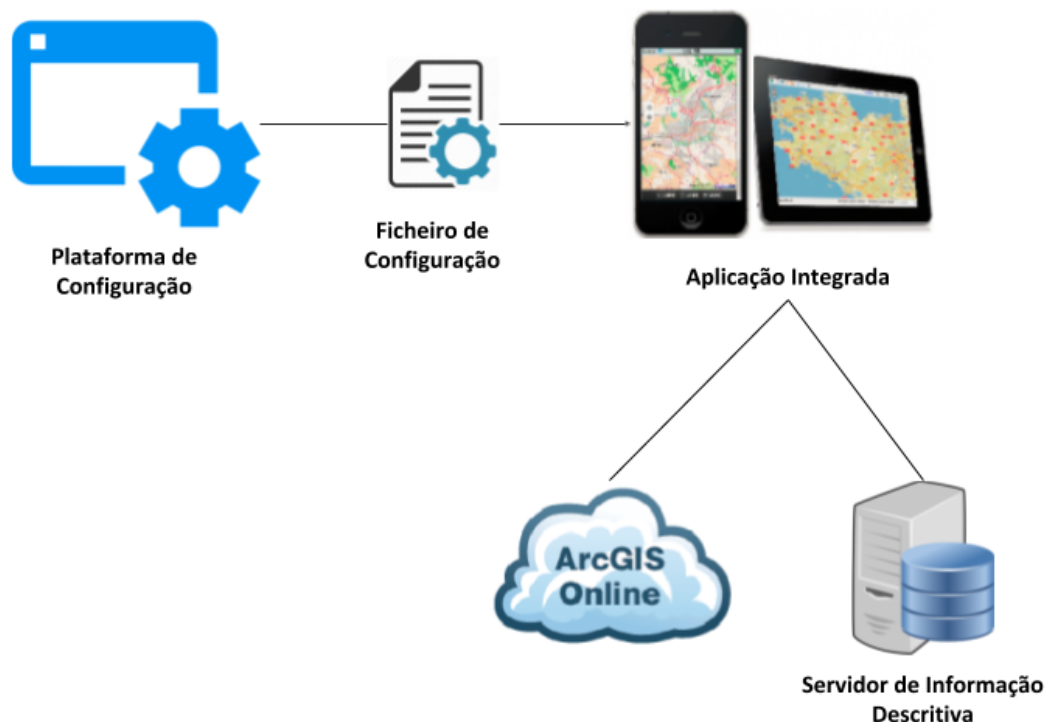 Plataforma de
Configuração
Ficheiro de
Configuração
Aplicação Integrada
ArcGIS
Online
Servidor de Informação
Descritiva